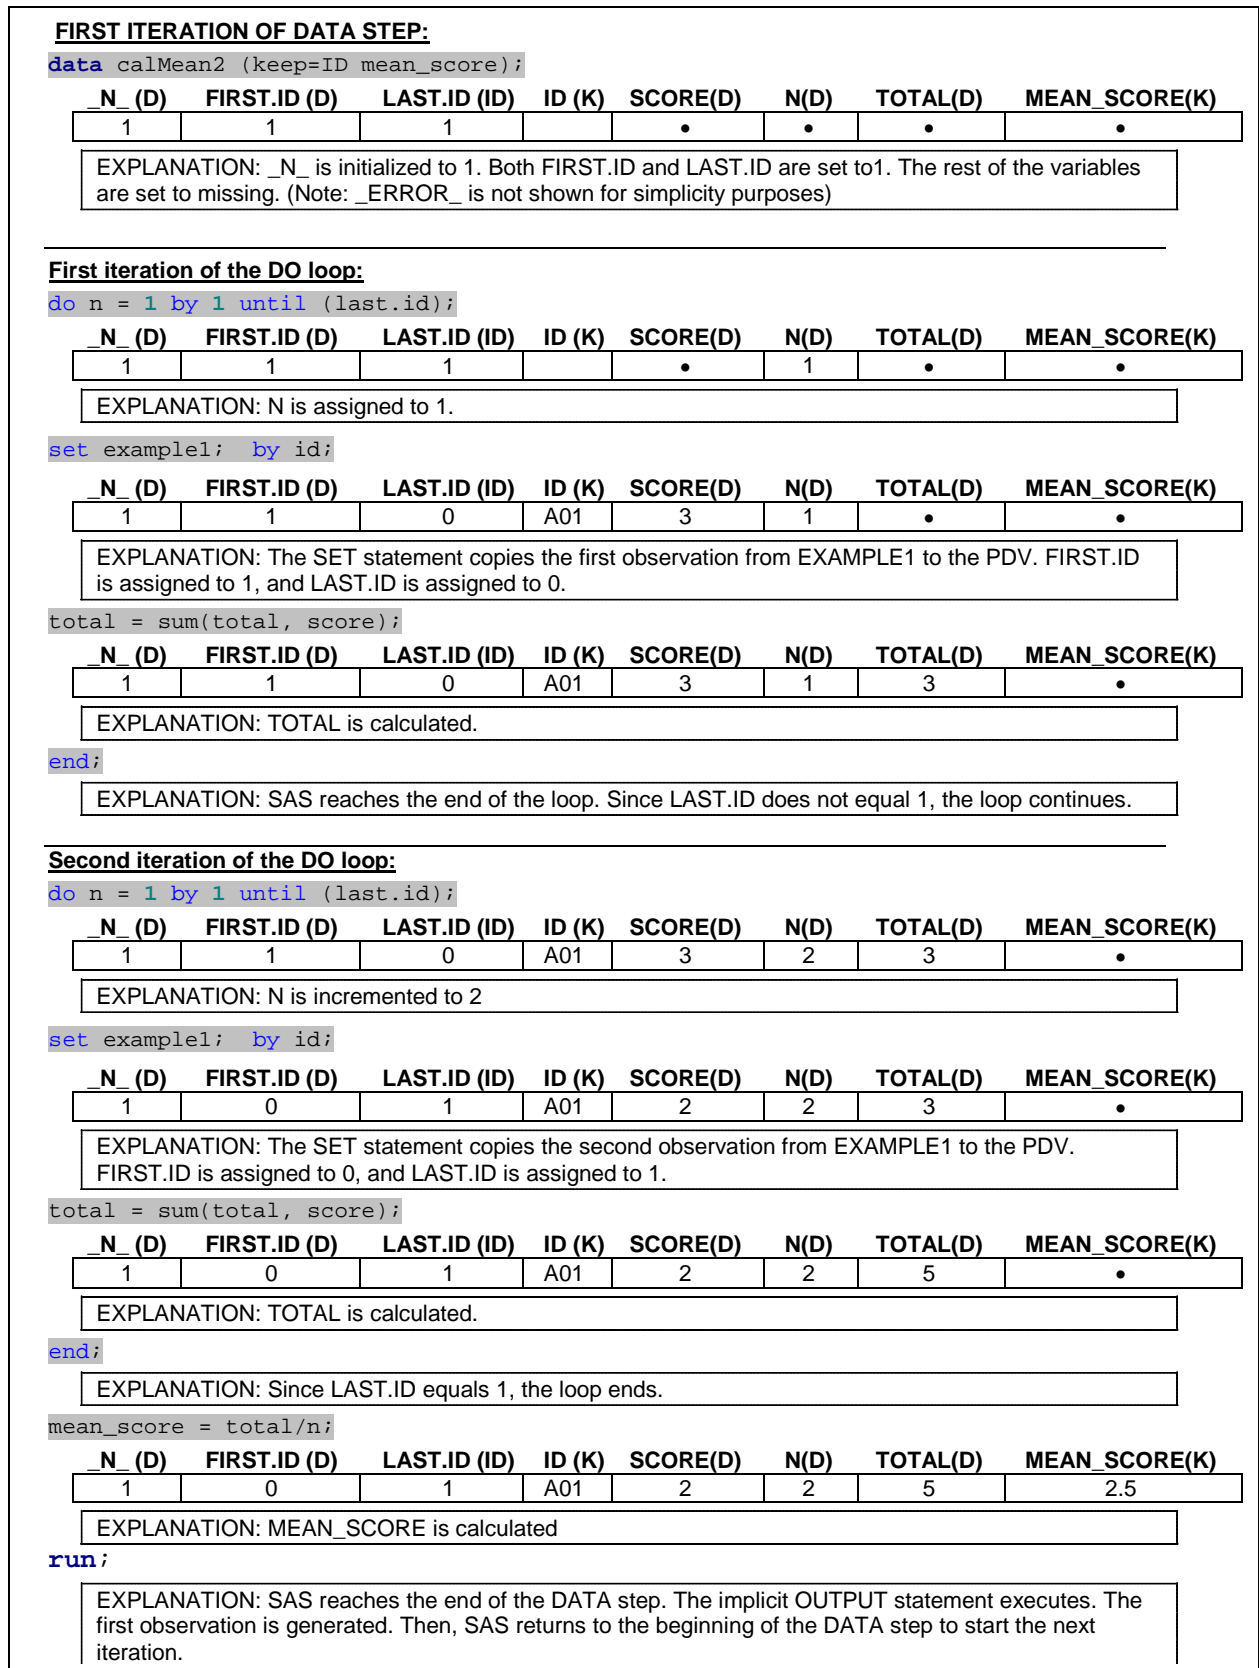 FIRST ITERATION OF DATA STEP:
data calMean2 (keep=ID mean_score);
_N_ (D) FIRST.ID (D) LAST.ID (ID) ID (K) SCORE(D) N(D) TOTAL(D) MEAN_SCORE(K)
1 1 1 • • • •
EXPLANATION: _N_ is initialized to 1. Both FIRST.ID and LAST.ID are set to1. The rest of the variables
are set to missing. (Note: _ERROR_ is not shown for simplicity purposes)
First iteration of the DO loop:
do n = 1 by 1 until (last.id);
_N_ (D) FIRST.ID (D) LAST.ID (ID) ID (K) SCORE(D) N(D) TOTAL(D) MEAN_SCORE(K)
1 1 1 • 1 • •
EXPLANATION: N is assigned to 1.
set example1; by id;
_N_ (D) FIRST.ID (D) LAST.ID (ID) ID (K) SCORE(D) N(D) TOTAL(D) MEAN_SCORE(K)
1 1 0 A01 3 1 • •
EXPLANATION: The SET statement copies the first observation from EXAMPLE1 to the PDV. FIRST.ID
is assigned to 1, and LAST.ID is assigned to 0.
total = sum(total, score);
_N_ (D) FIRST.ID (D) LAST.ID (ID) ID (K) SCORE(D) N(D) TOTAL(D) MEAN_SCORE(K)
1 1 0 A01 3 1 3 •
EXPLANATION: TOTAL is calculated.
end;
EXPLANATION: SAS reaches the end of the loop. Since LAST.ID does not equal 1, the loop continues.
Second iteration of the DO loop:
do n = 1 by 1 until (last.id);
_N_ (D) FIRST.ID (D) LAST.ID (ID) ID (K) SCORE(D) N(D) TOTAL(D) MEAN_SCORE(K)
1 1 0 A01 3 2 3 •
EXPLANATION: N is incremented to 2
set example1; by id;
_N_ (D) FIRST.ID (D) LAST.ID (ID) ID (K) SCORE(D) N(D) TOTAL(D) MEAN_SCORE(K)
1 0 1 A01 2 2 3 •
EXPLANATION: The SET statement copies the second observation from EXAMPLE1 to the PDV.
FIRST.ID is assigned to 0, and LAST.ID is assigned to 1.
total = sum(total, score);
_N_ (D) FIRST.ID (D) LAST.ID (ID) ID (K) SCORE(D) N(D) TOTAL(D) MEAN_SCORE(K)
1 0 1 A01 2 2 5 •
EXPLANATION: TOTAL is calculated.
end;
EXPLANATION: Since LAST.ID equals 1, the loop ends.
mean_score = total/n;
_N_ (D) FIRST.ID (D) LAST.ID (ID) ID (K) SCORE(D) N(D) TOTAL(D) MEAN_SCORE(K)
1 0 1 A01 2 2 5 2.5
EXPLANATION: MEAN_SCORE is calculated
run;
EXPLANATION: SAS reaches the end of the DATA step. The implicit OUTPUT statement executes. The
first observation is generated. Then, SAS returns to the beginning of the DATA step to start the next
iteration.